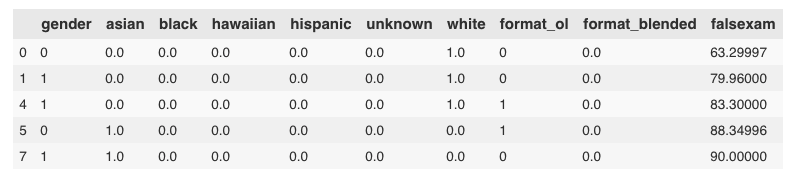 gender asian black hawaiian hispanic unknown white format_ol format_blended falsexam
0 0 0.0 0.0 0.0 0.0 0.0 1.0 0 0.0 63.29997
1 1 0.0 0.0 0.0 0.0 0.0 1.0 0 0.0 79.96000
4 1 0.0 0.0 0.0 0.0 0.0 1.0 1 0.0 83.30000
5 0 1.0 0.0 0.0 0.0 0.0 0.0 1 0.0 88.34996
7 1 1.0 0.0 0.0 0.0 0.0 0.0 0 0.0 90.00000